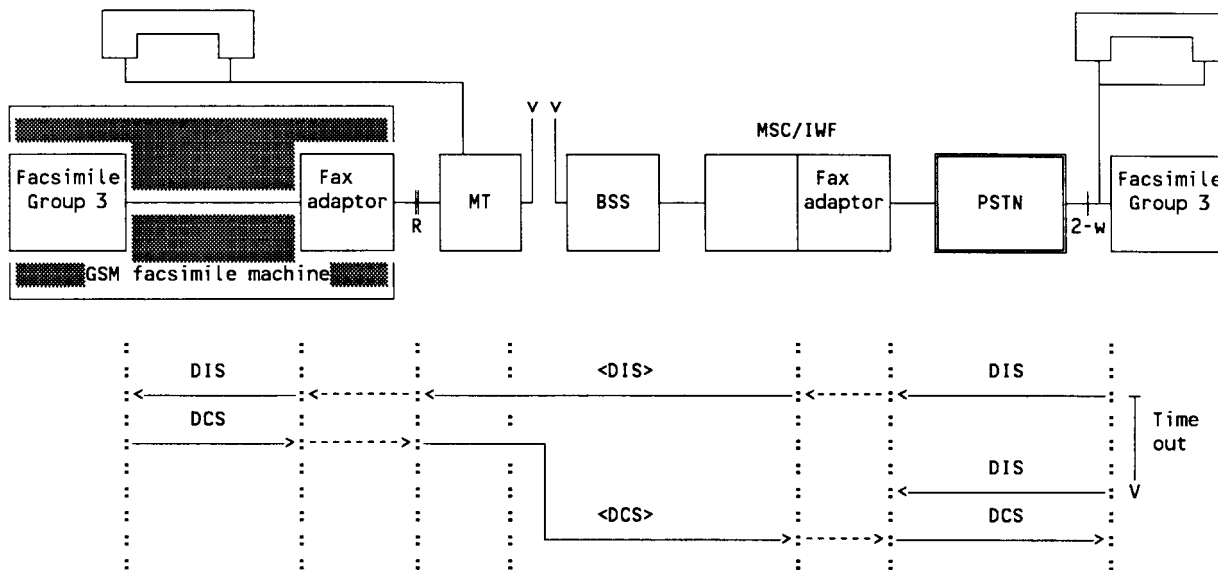 MSC/IWF
Facsimile
Group 3
Fax
adaptor
R
MT
BSS
Fax
adaptor
PSTN
2-w
Facsimile
Group 3
GSM facsimile machine
DIS
<DIS>
DIS
DCS
Time
out
DIS
<DCS>
DCS